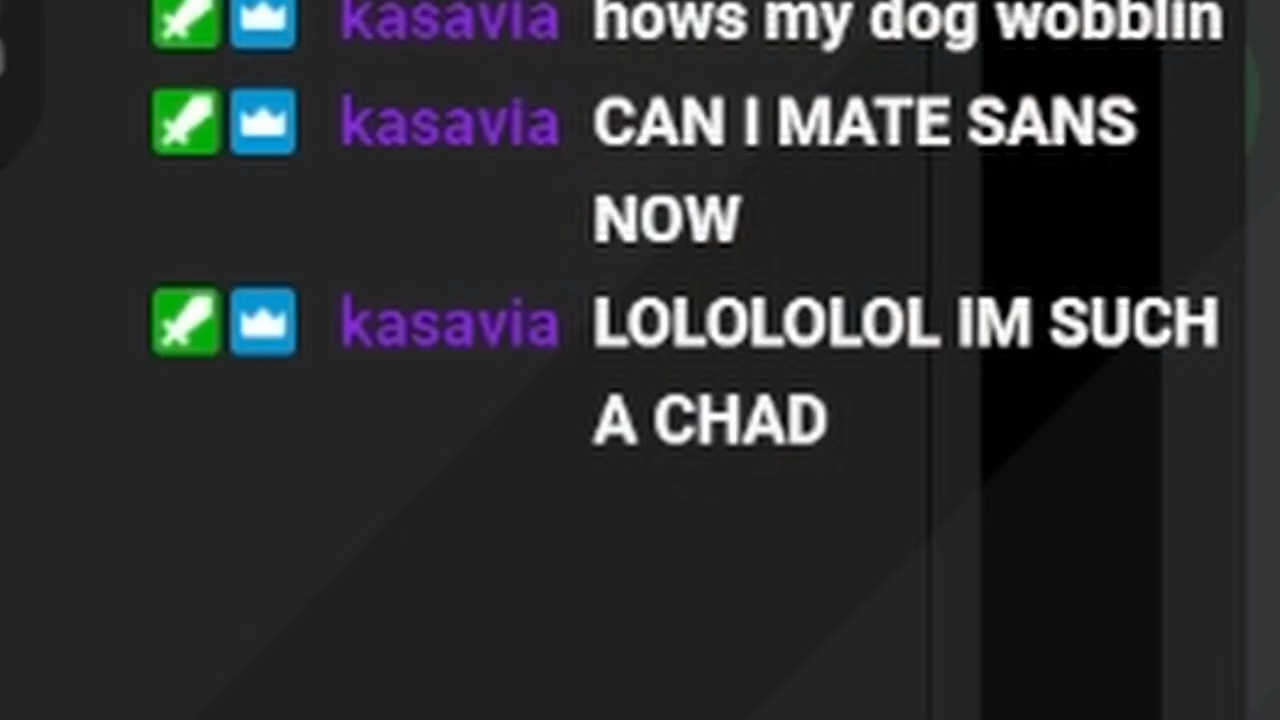 kasavia hows my dog wobblin
kasavia CAN I MATE SANS
NOW
kasavia LOLOLOLOL IM SUCH
A CHAD